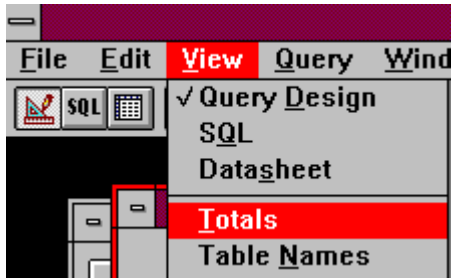 File Edit View Query Wind
SQL √ Query Design
SQL
Datasheet
Totals
Table Names